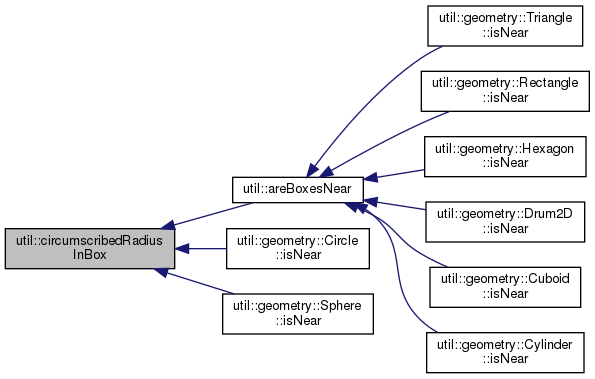 util::geometry::Triangle
::isNear
util::geometry::Rectangle
::isNear
util::geometry::Hexagon
::isNear
util::areBoxesNear
util::geometry::Drum2D
::isNear
util::circumscribedRadius
InBox
util::geometry::Circle
::isNear
util::geometry::Cuboid
::isNear
util::geometry::Sphere
::isNear
util::geometry::Cylinder
::isNear